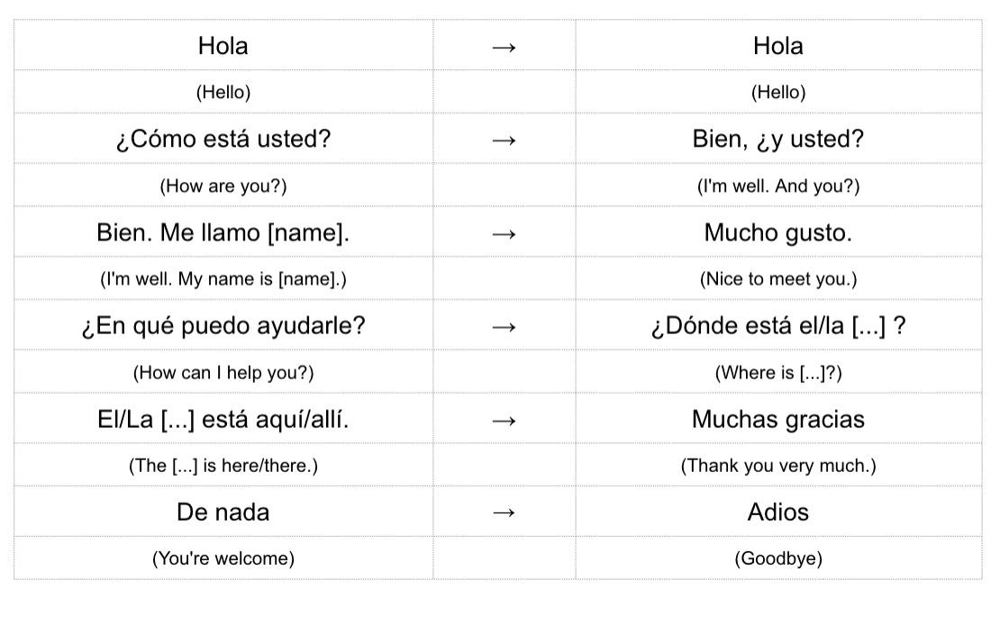 Hola → Hola
(Hello) (Hello)
¿Cómo está usted? → Bien, ¿y usted?
(How are you?) (I'm well. And you?)
Bien. Me llamo [name]. → Mucho gusto.
(I'm well. My name is [name].) (Nice to meet you.)
¿En qué puedo ayudarle? → ¿Dónde está el/la [...] ?
(How can I help you?) (Where is [...]?)
El/La [...] está aquí/allí. → Muchas gracias
(The [...] is here/there.) (Thank you very much.)
De nada → Adios
(You're welcome) (Goodbye)